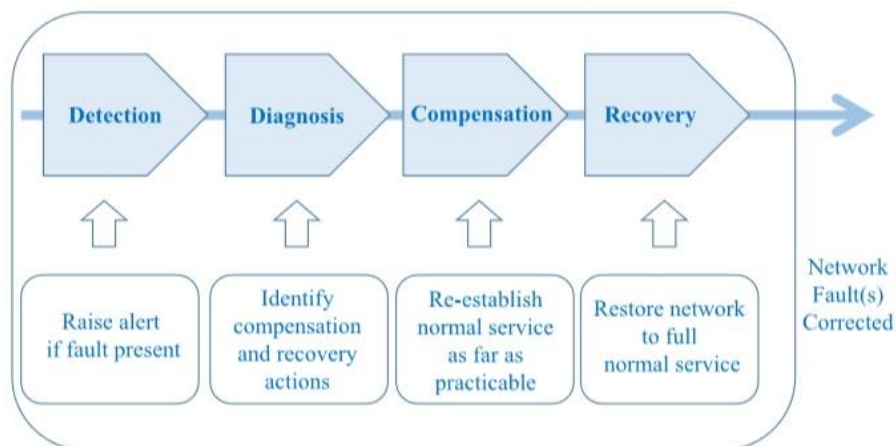 Detection
Diagnosis
Compensation
Recovery
Raise alert
if fault present
Identify
compensation
and recovery
actions
Re-establish
normal service
as far as
practicable
Restore network
to full
normal service
Network
Fault(s)
Corrected